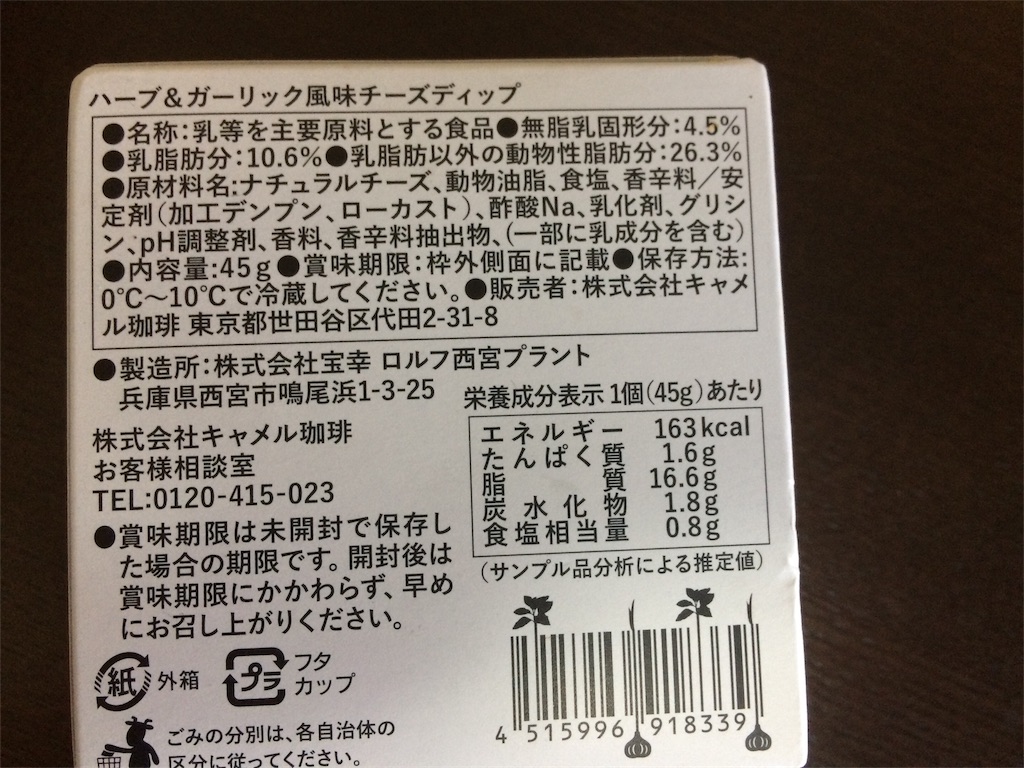 ハーブ&ガーリック風味チーズディップ
●名称:乳等を主要原料とする食品●無脂乳固形分:4.5%
●乳脂肪分:10.6%●乳脂肪以外の動物性脂肪分:26.3%
●原材料名:ナチュラルチーズ、動物油脂、食塩、香辛料/安
定剤(加工デンプン、ローカスト)、酢酸Na、乳化剤、グリシ
ン、pH調整剤、香料、香辛料抽出物、(一部に乳成分を含む)
●内容量:45g●賞味期限:枠外側面に記載●保存方法:
0℃〜10℃で冷蔵してください。●販売者:株式会社キャメ
ル珈琲 東京都世田谷区代田2-31-8
●製造所:株式会社宝幸 ロルフ西宮プラント
兵庫県西宮市鳴尾浜1-3-25
株式会社キャメル珈琲
お客様相談室
TEL:0120-415-023
●賞味期限は未開封で保存し
た場合の期限です。開封後は
賞味期限にかかわらず、早め
にお召し上がりください。
栄養成分表示 1個(45g)あたり
エネルギー 163kcal
たんぱく質 1.6g
脂質 16.6g
炭水化物 1.8g
食塩相当量 0.8g
(サンプル品分析による推定値)
紙 外箱
プラ フタ
カップ
ごみの分別は、各自治体の
区分に従ってください。
4 515996 918339